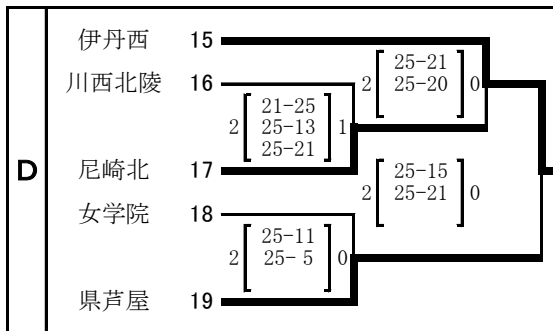 D
伊丹西 15
川西北陵 16
尼崎北 17
女学院 18
県芦屋 19
2 [ 21-25 25-13 25-21 ] 1
2 [ 25-11 25- 5 ] 0
2 [ 25-21 25-20 ] 0
2 [ 25-15 25-21 ] 0